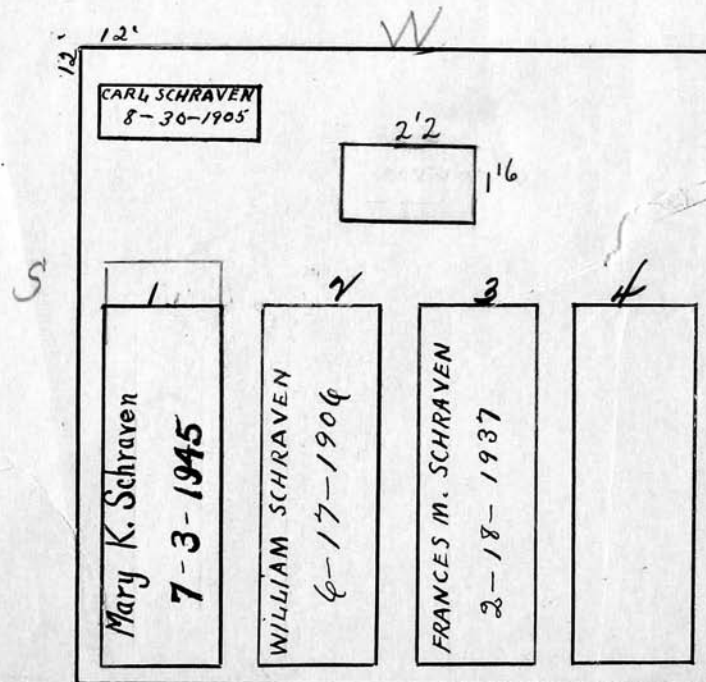 W
12'
12'
CARL SCHRAVEN
8-30-1905
2'2
1'6
S
1
2
3
4
Mary K. Schraven
7-3-1945
WILLIAM SCHRAVEN
6-17-1906
FRANCES M. SCHRAVEN
2-18-1937